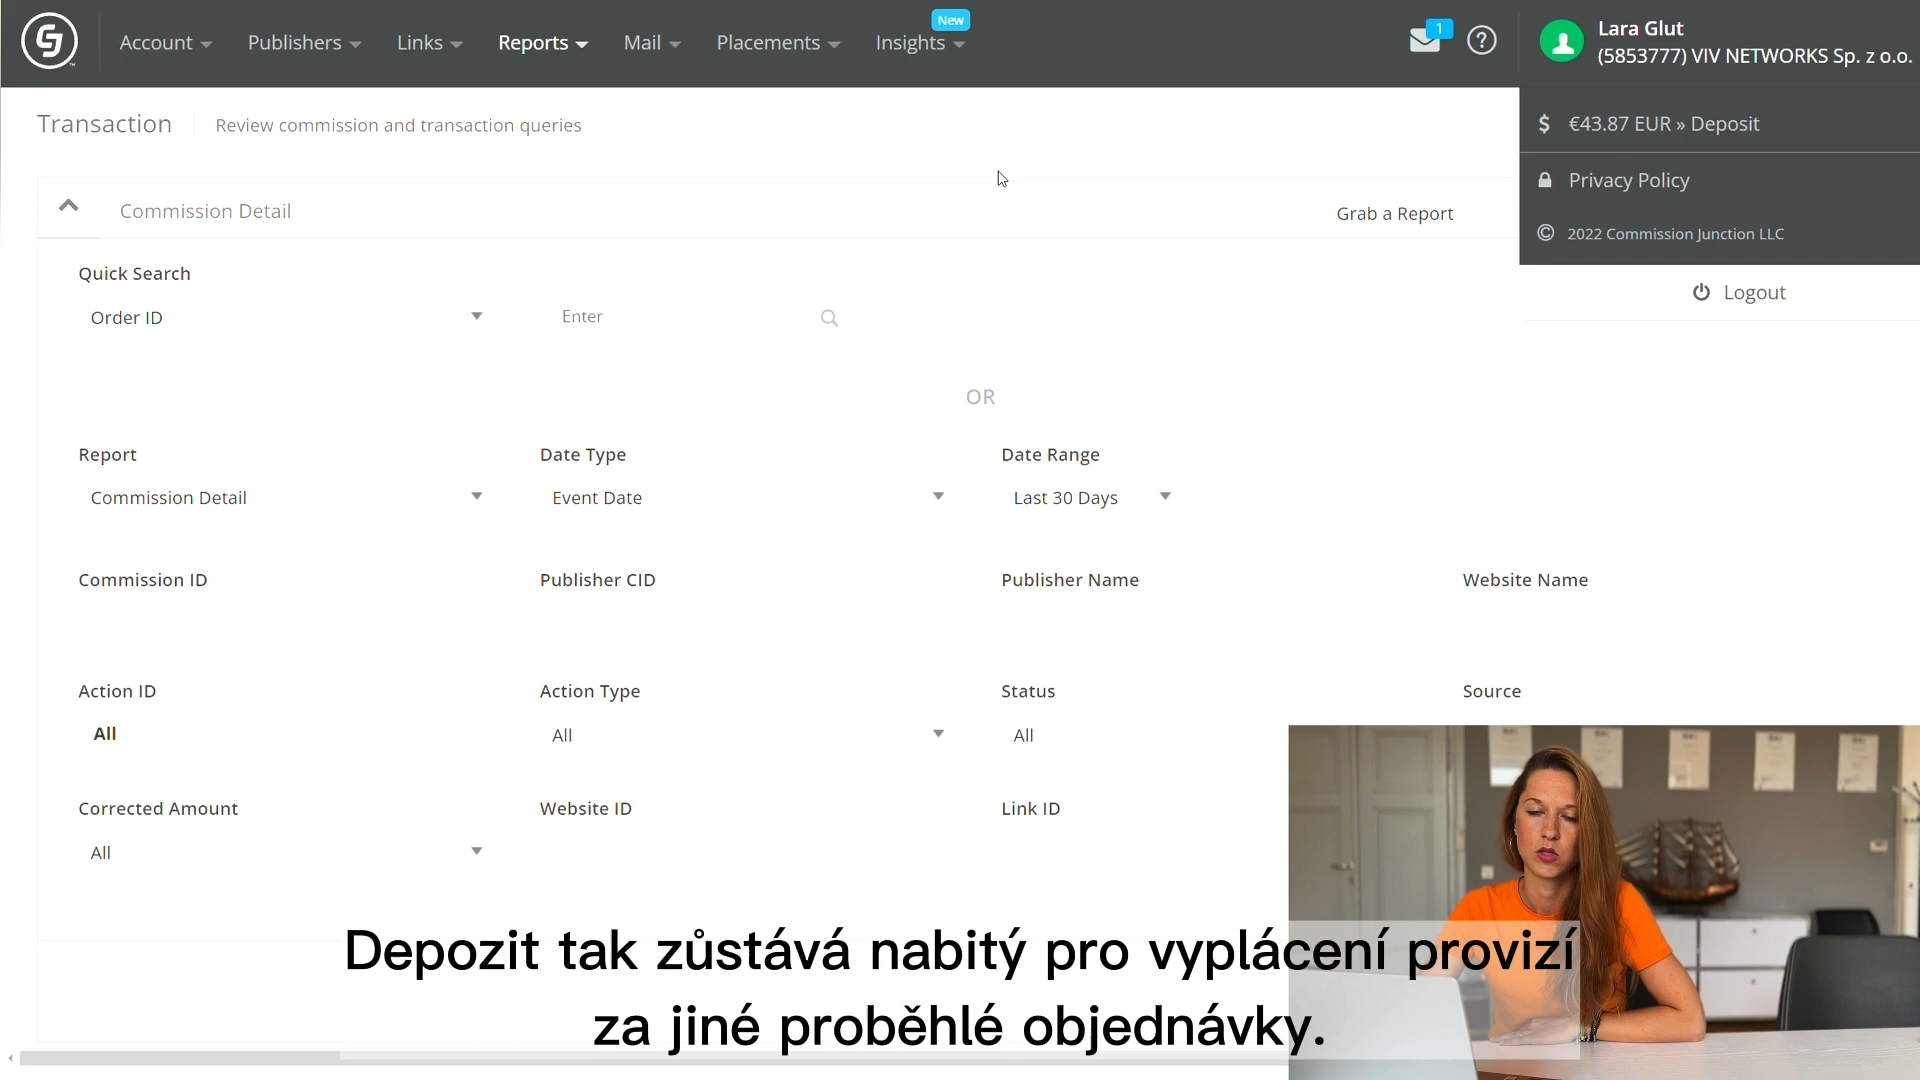 Account
Publishers
Links
Reports
Mail
Placements
New
Insights
1
?
Lara Glut
(5853777) VIV NETWORKS Sp. z o.o.
$ €43.87 EUR » Deposit
Privacy Policy
© 2022 Commission Junction LLC
Logout
Transaction
Review commission and transaction queries
Commission Detail
Grab a Report
Quick Search
Order ID
Enter
OR
Report
Date Type
Date Range
Commission Detail
Event Date
Last 30 Days
Commission ID
Publisher CID
Publisher Name
Website Name
Action ID
Action Type
Status
Source
All
All
All
Corrected Amount
Website ID
Link ID
All
Depozit tak zůstává nabitý pro vyplácení provizí
za jiné proběhlé objednávky.